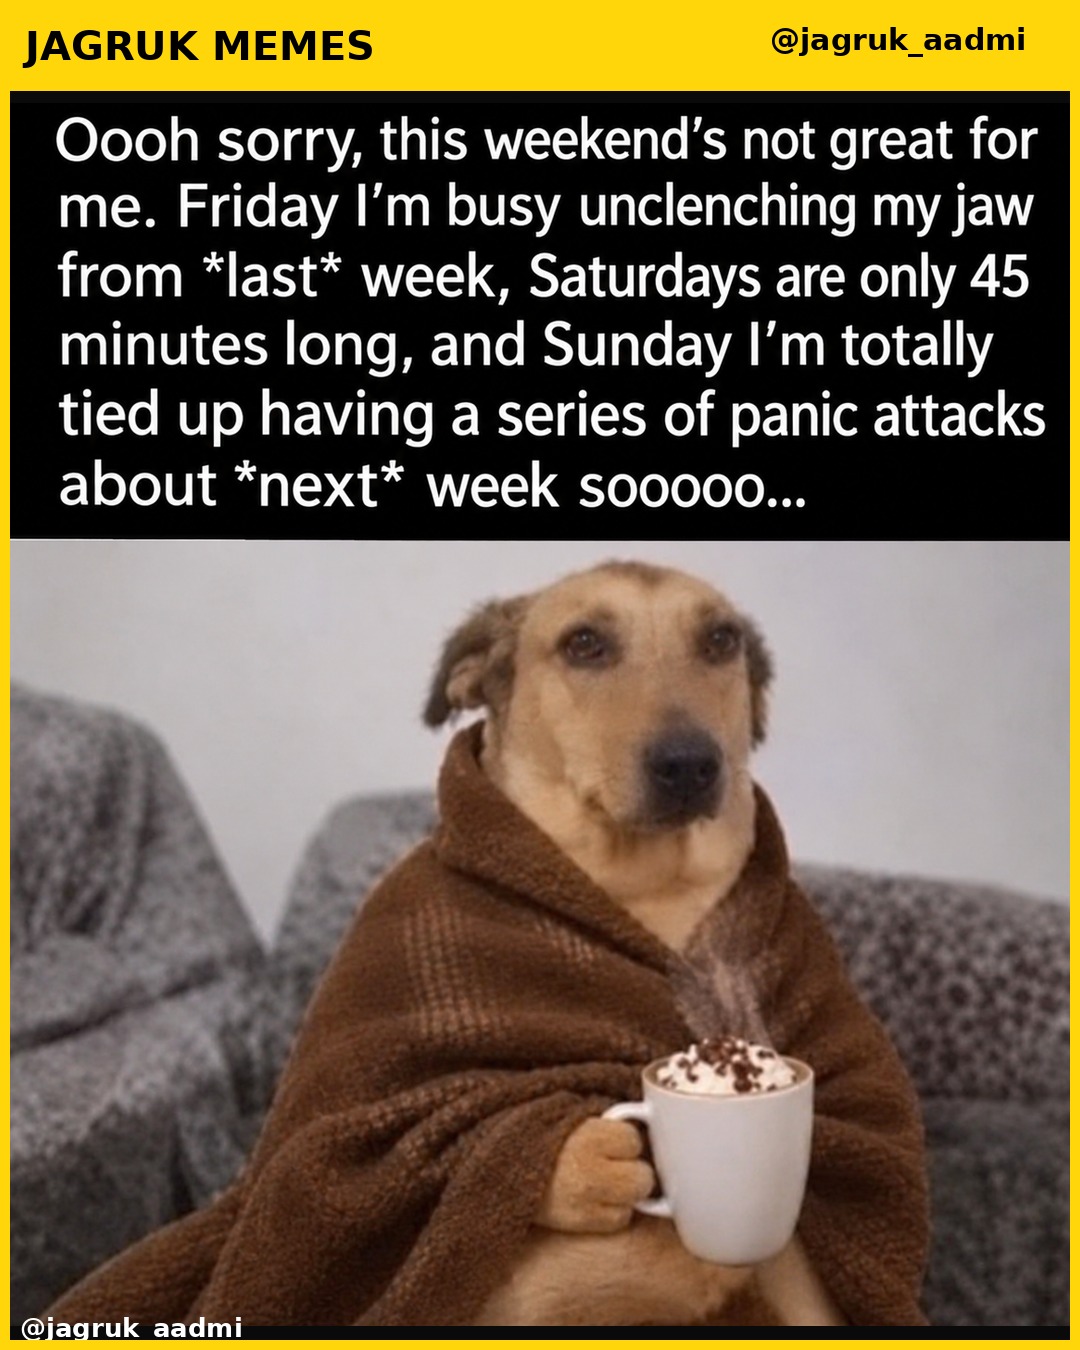 JAGRUK MEMES
@jagruk_aadmi
Oooh sorry, this weekend’s not great for
me. Friday I’m busy unclenching my jaw
from *last* week, Saturdays are only 45
minutes long, and Sunday I’m totally
tied up having a series of panic attacks
about *next* week sooooo...
@jagruk_aadmi